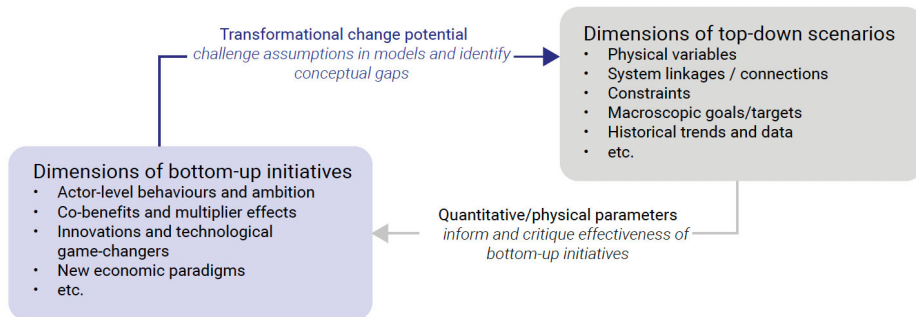 Transformational change potential
challenge assumptions in models and identify
conceptual gaps
Dimensions of top-down scenarios
• Physical variables
• System linkages / connections
• Constraints
• Macroscopic goals/targets
• Historical trends and data
• etc.
Dimensions of bottom-up initiatives
• Actor-level behaviours and ambition
• Co-benefits and multiplier effects
• Innovations and technological
game-changers
• New economic paradigms
• etc.
Quantitative/physical parameters
inform and critique effectiveness of
bottom-up initiatives